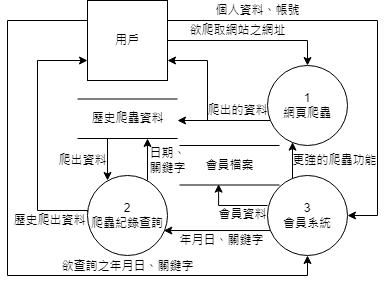 個人資料、帳號
欲爬取網站之網址
用戶
1
網頁爬蟲
爬出的資料
歷史爬蟲資料
日期、
關鍵字
爬出資料
會員檔案
更強的爬蟲功能
2
爬蟲紀錄查詢
歷史爬出資料
會員資料
3
會員系統
年月日、關鍵字
欲查詢之年月日、關鍵字